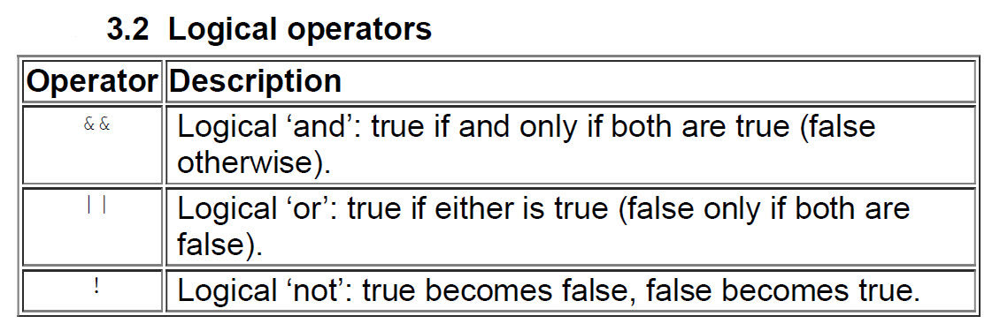 3.2 Logical operators
Operator Description
&& Logical ‘and’: true if and only if both are true (false
otherwise).
|| Logical ‘or’: true if either is true (false only if both are
false).
! Logical ‘not’: true becomes false, false becomes true.